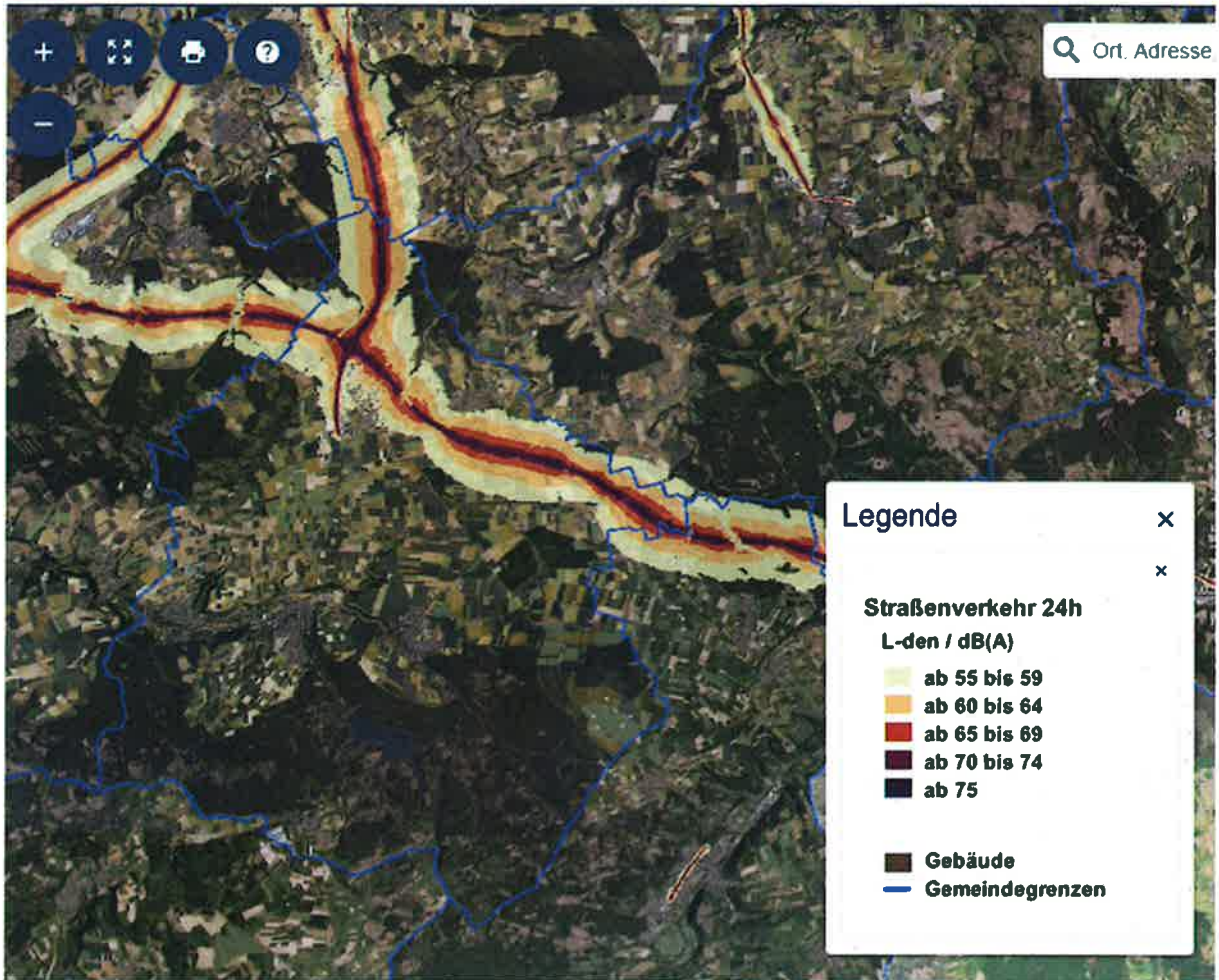 Ort. Adresse
Legende
Straßenverkehr 24h
L-den / dB(A)
ab 55 bis 59
ab 60 bis 64
ab 65 bis 69
ab 70 bis 74
ab 75
Gebäude
Gemeindegrenzen